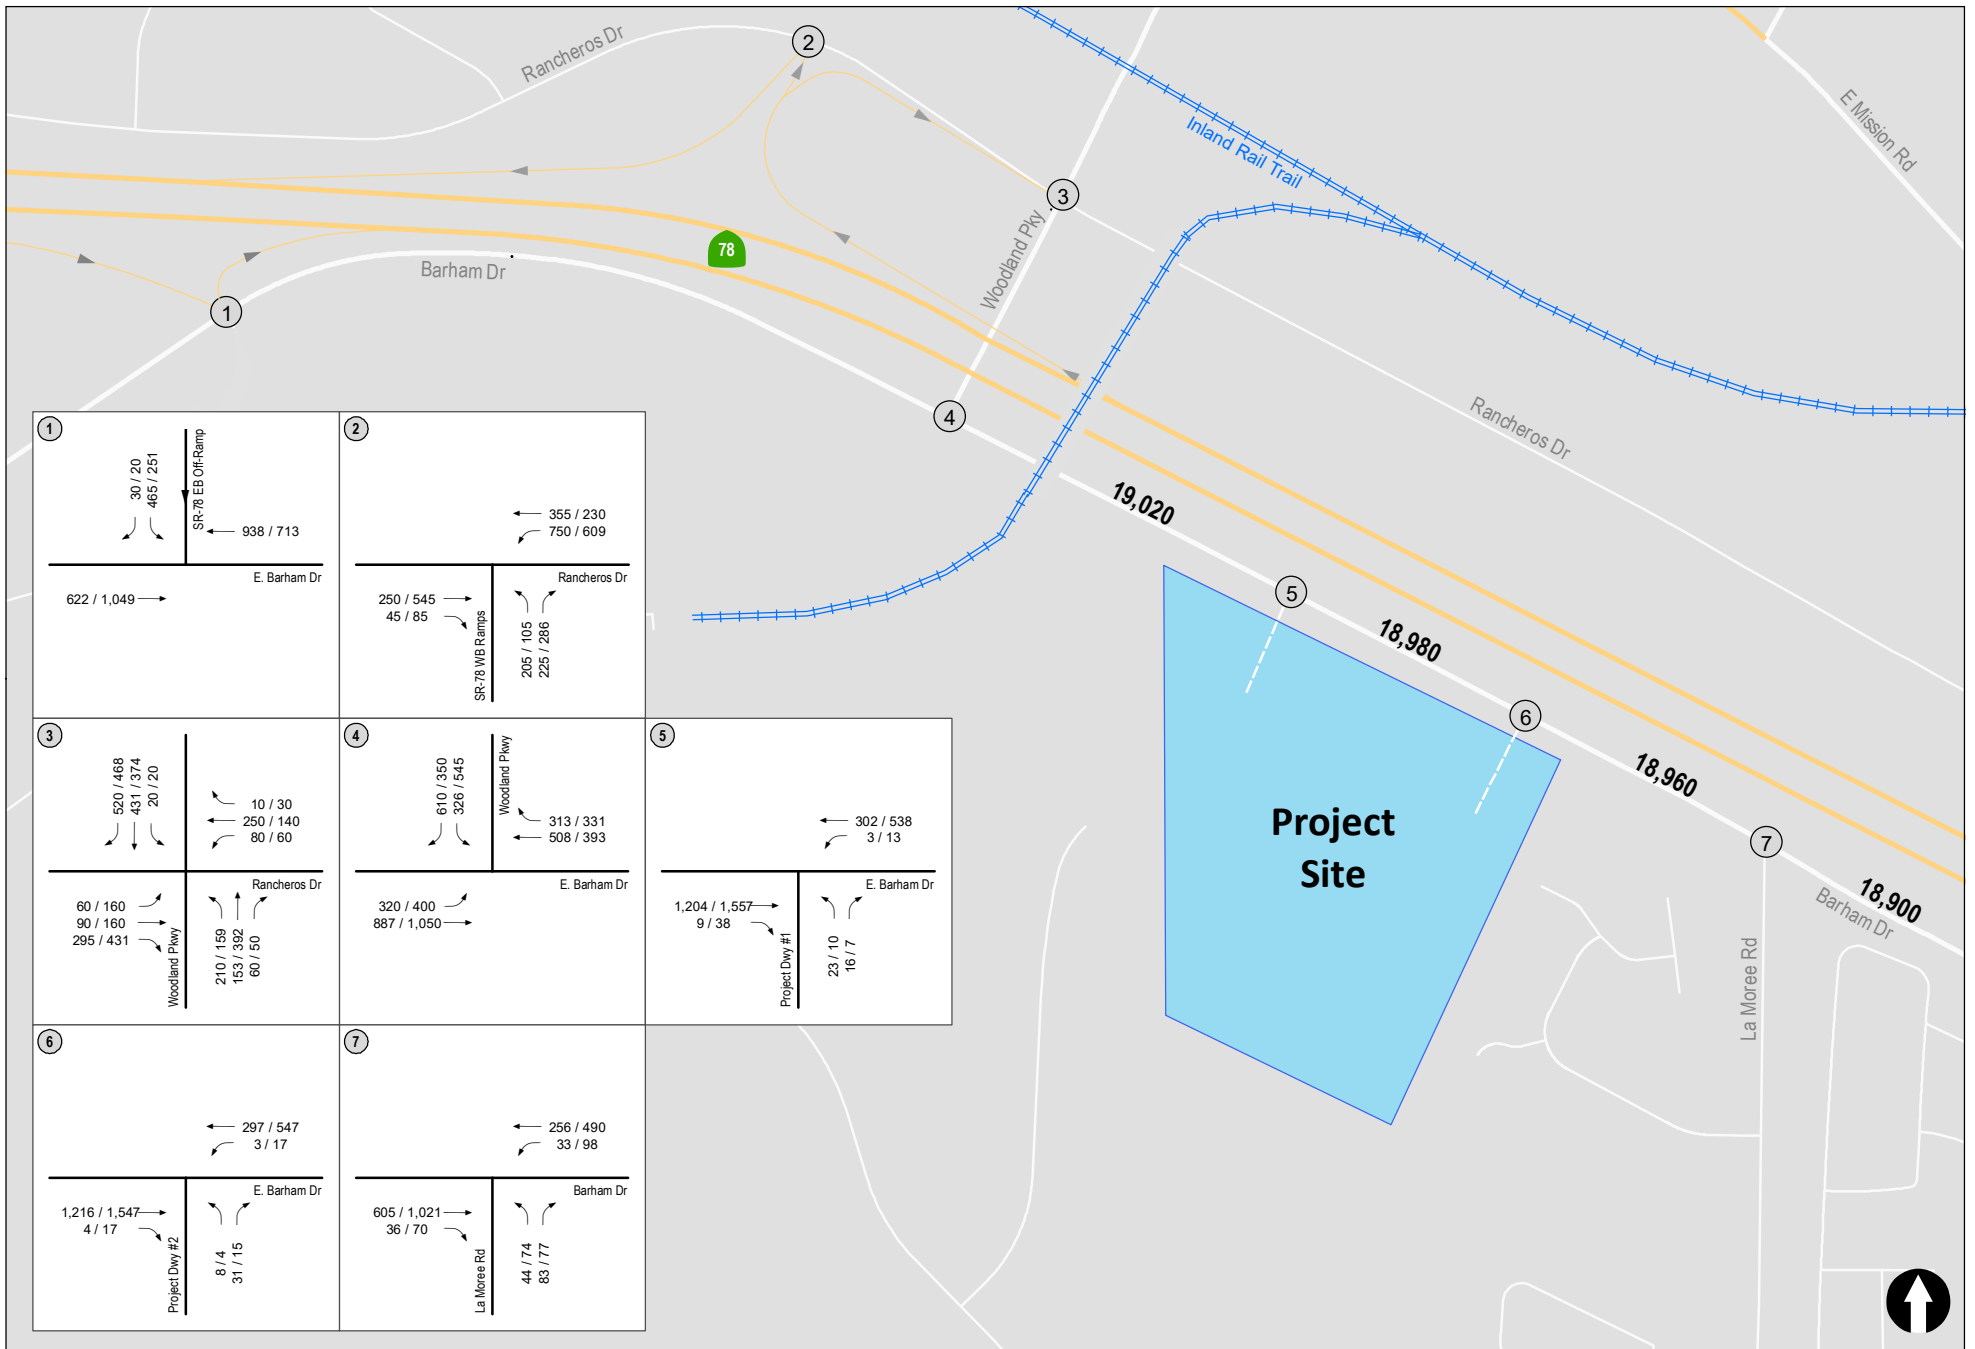 2
Rancheros Dr
E Mission Rd
Inland Rail Trail
3
Woodland Pky
78
Barham Dr
1
4
Rancheros Dr
19,020
5
18,980
6
18,960
7
18,900
Barham Dr
La Moree Rd
Project
Site
1
30 / 20
465 / 251
SR-78 EB Off-Ramp
938 / 713
E. Barham Dr
622 / 1,049
2
355 / 230
750 / 609
Rancheros Dr
250 / 545
45 / 85
SR-78 WB Ramps
205 / 105
225 / 286
3
520 / 468
431 / 374
20 / 20
10 / 30
250 / 140
80 / 60
Rancheros Dr
60 / 160
90 / 160
295 / 431
Woodland Pkwy
210 / 159
153 / 392
60 / 50
4
610 / 350
326 / 545
Woodland Pkwy
313 / 331
508 / 393
E. Barham Dr
320 / 400
887 / 1,050
5
302 / 538
3 / 13
E. Barham Dr
1,204 / 1,557
9 / 38
Project Dwy #1
23 / 10
16 / 7
6
297 / 547
3 / 17
E. Barham Dr
1,216 / 1,547
4 / 17
Project Dwy #2
8 / 4
31 / 15
7
256 / 490
33 / 98
Barham Dr
605 / 1,021
36 / 70
La Moree Rd
44 / 74
83 / 77